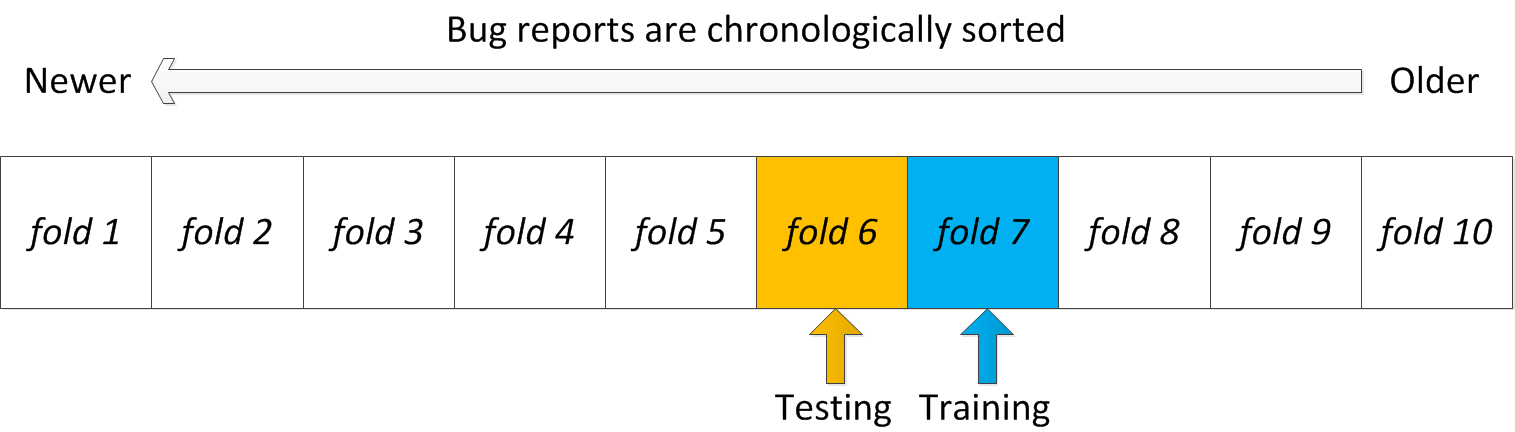 Bug reports are chronologically sorted
Newer Older
fold 1 fold 2 fold 3 fold 4 fold 5 fold 6 fold 7 fold 8 fold 9 fold 10
Testing Training